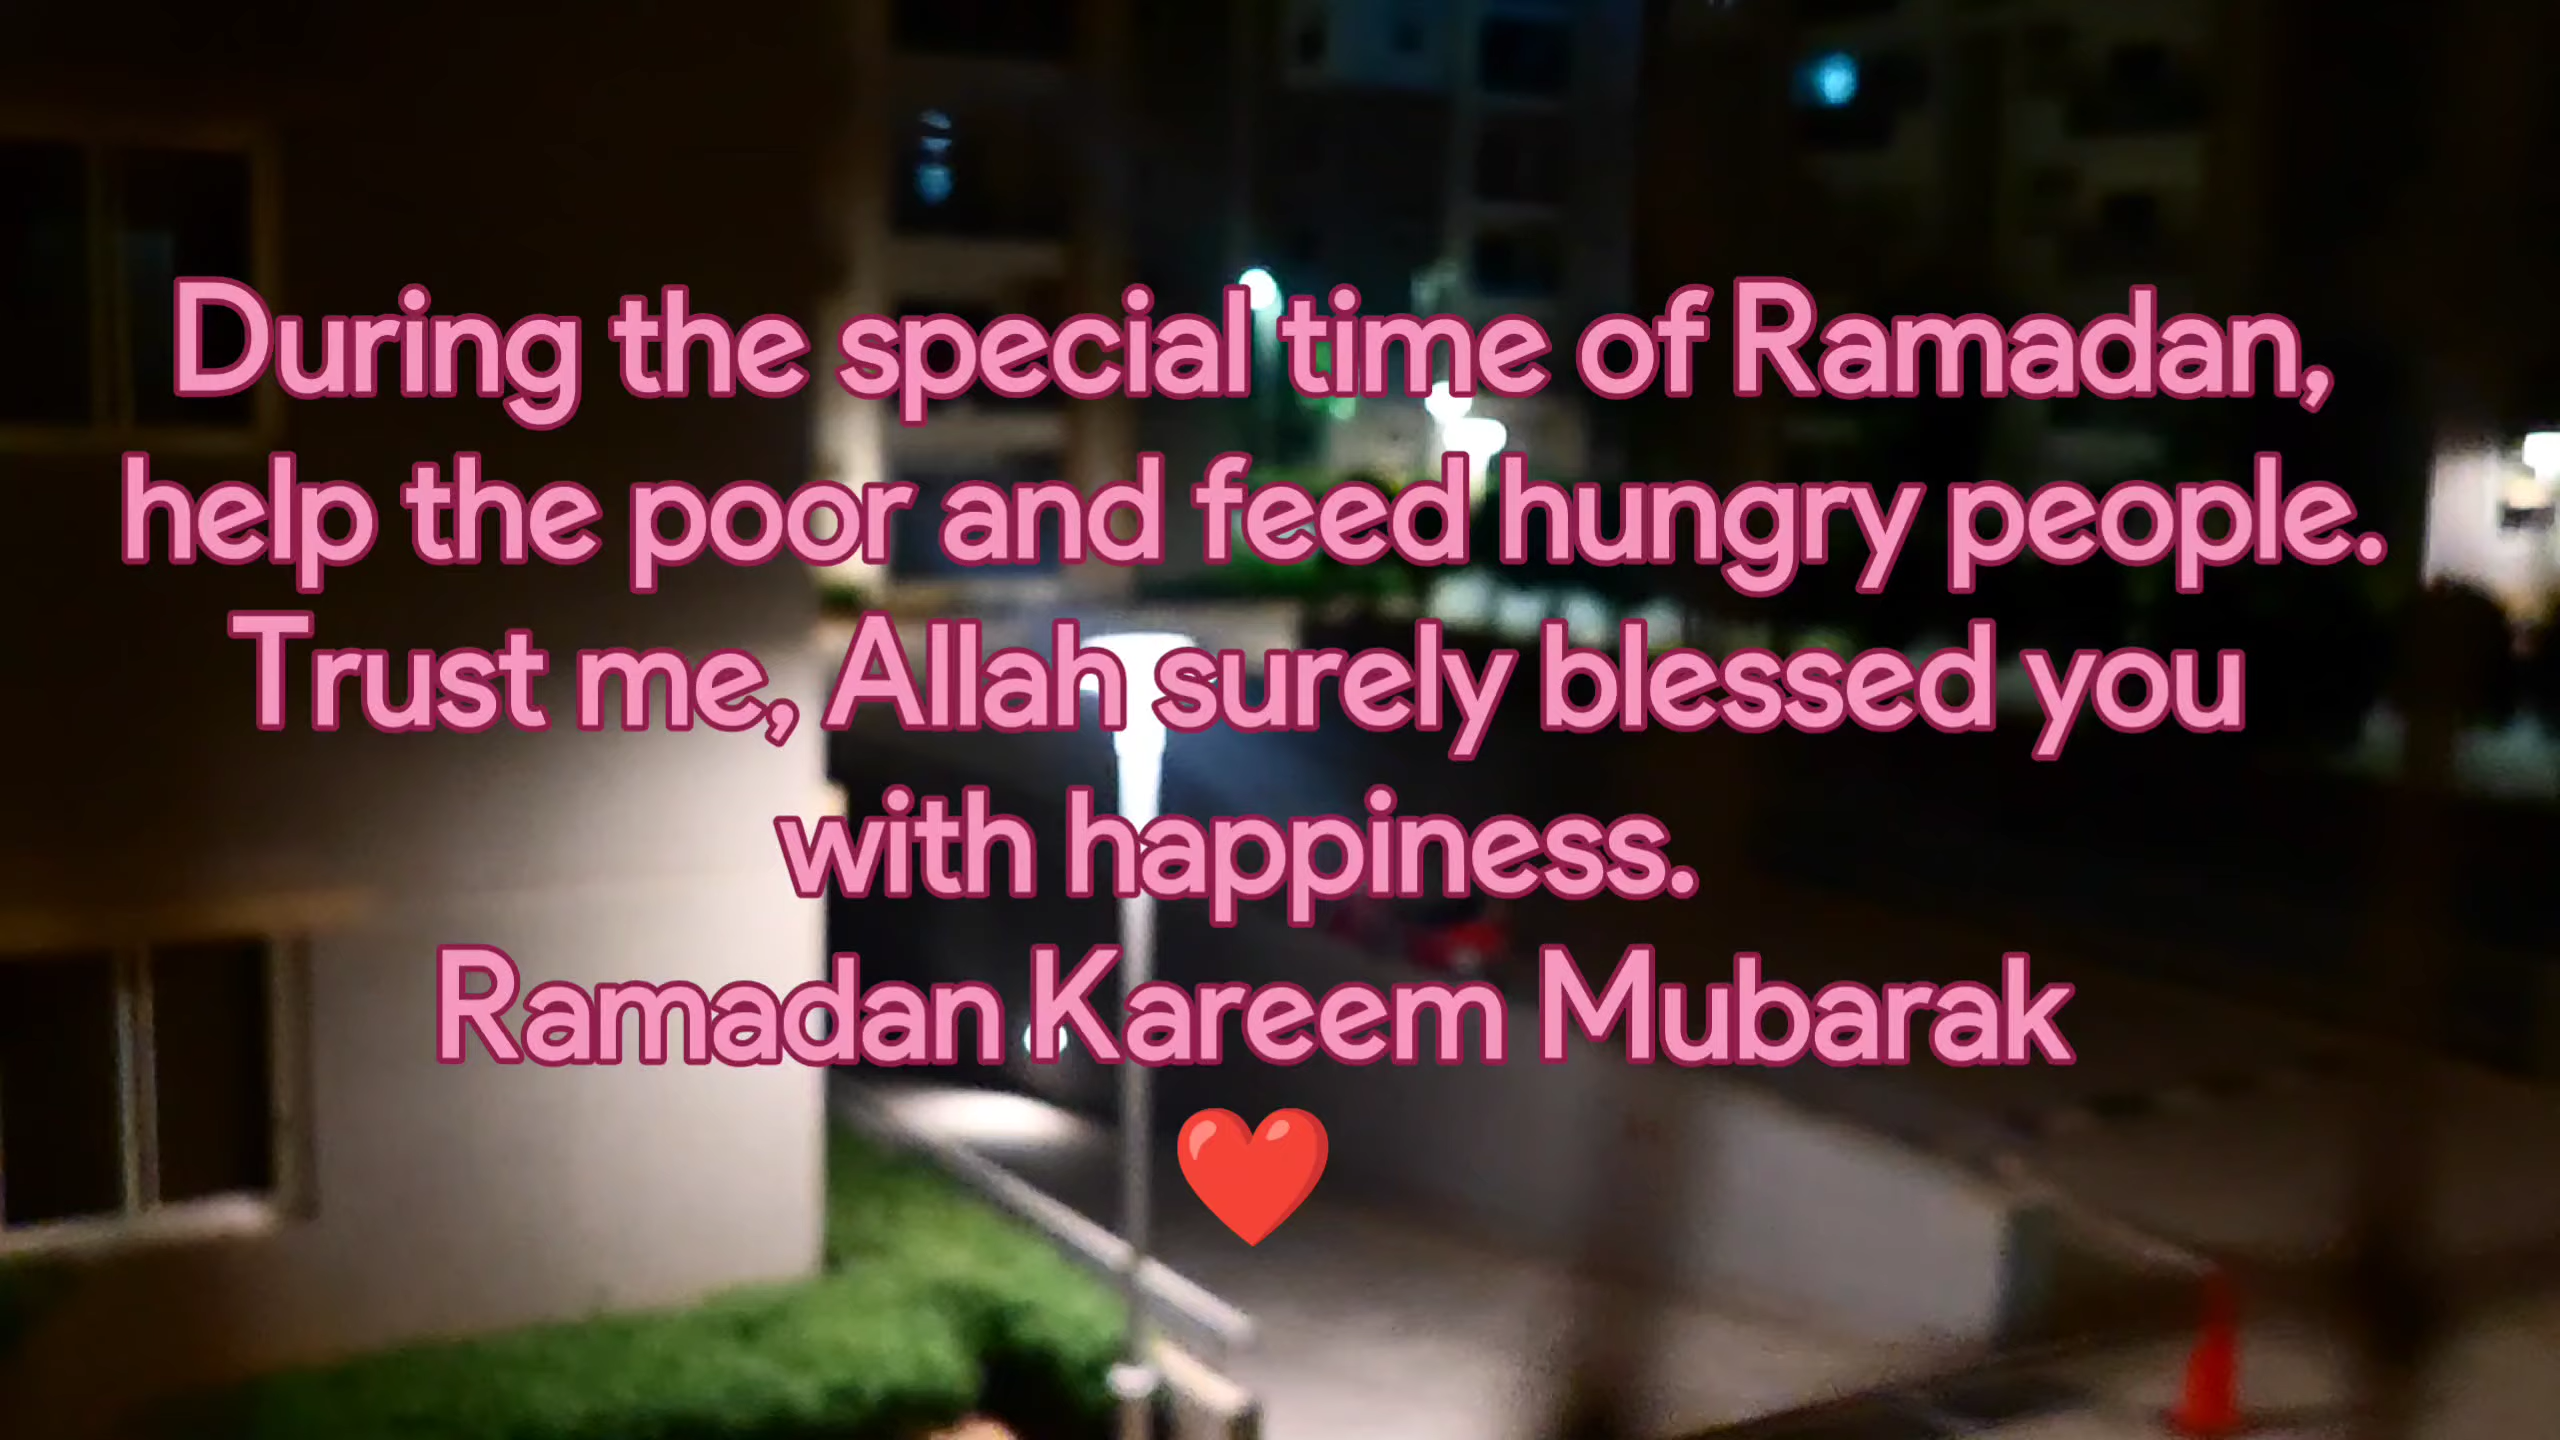 During the special time of Ramadan,
help the poor and feed hungry people.
Trust me, Allah surely blessed you
with happiness.
Ramadan Kareem Mubarak
❤️